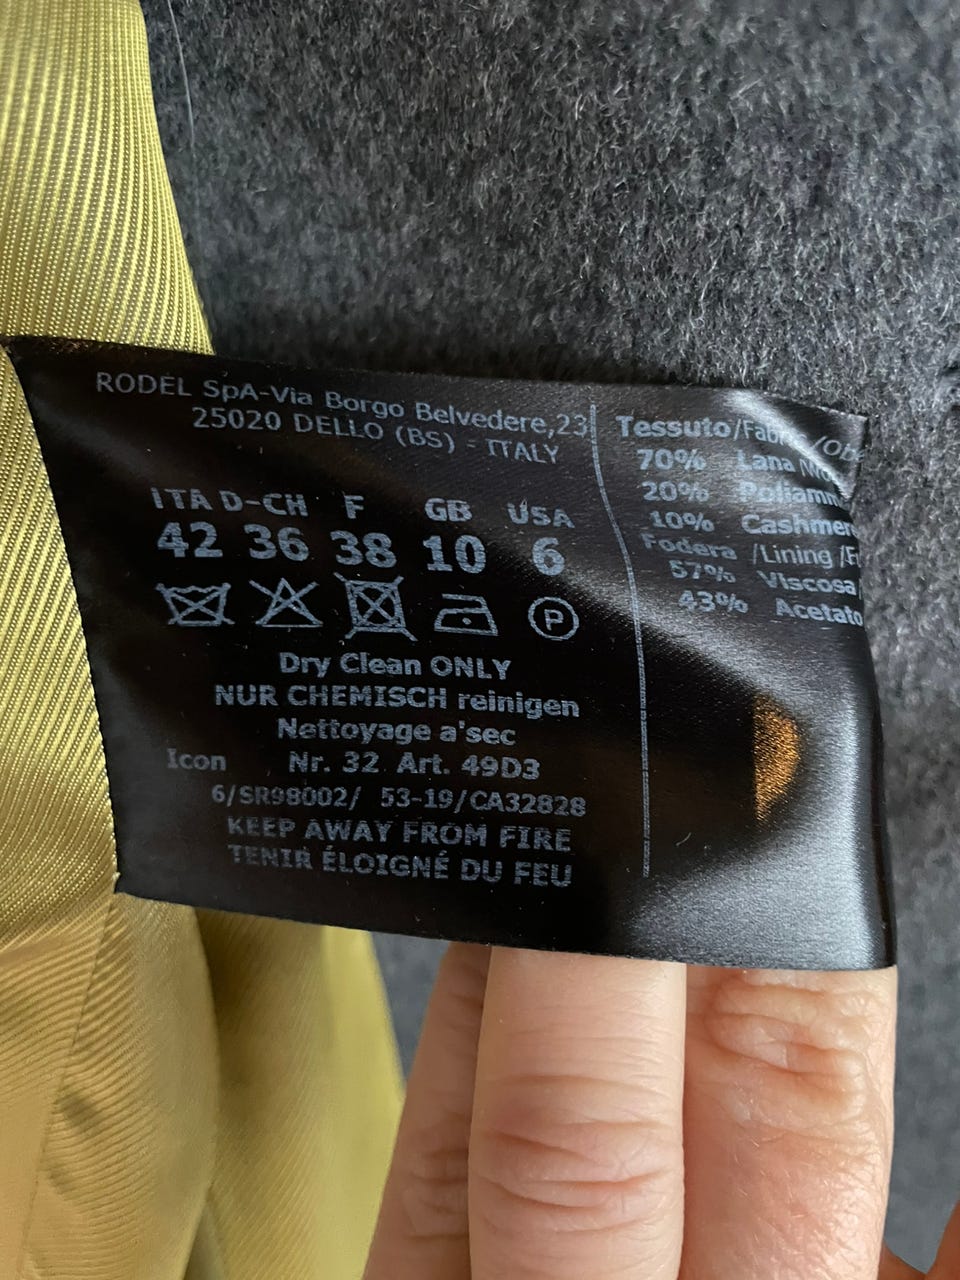 RODEL SpA-Via Borgo Belvedere,23
25020 DELLO (BS) - ITALY
ITA D-CH F GB USA
42 36 38 10 6
P
Dry Clean ONLY
NUR CHEMISCH reinigen
Nettoyage a'sec
Icon Nr. 32 Art. 49D3
6/SR98002/ 53-19/CA32828
KEEP AWAY FROM FIRE
TENIR ÉLOIGNÉ DU FEU
Tessuto
70% Lana
20%
10%
Fodera /Lining
57% Viscosa
43% Acetato